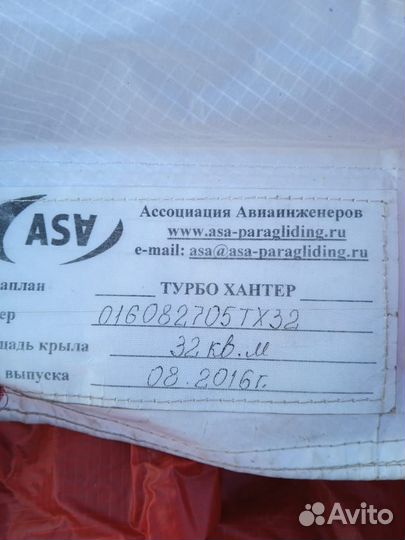 ASA
Ассоциация Авиаинженеров
www.asa-paragliding.ru
e-mail: asa@asa-paragliding.ru
аплан ТУРБО ХАНТЕР
ер 016082705ТХ32
щадь крыла 32 кв.м
выпуска 08.2016г.
Avito